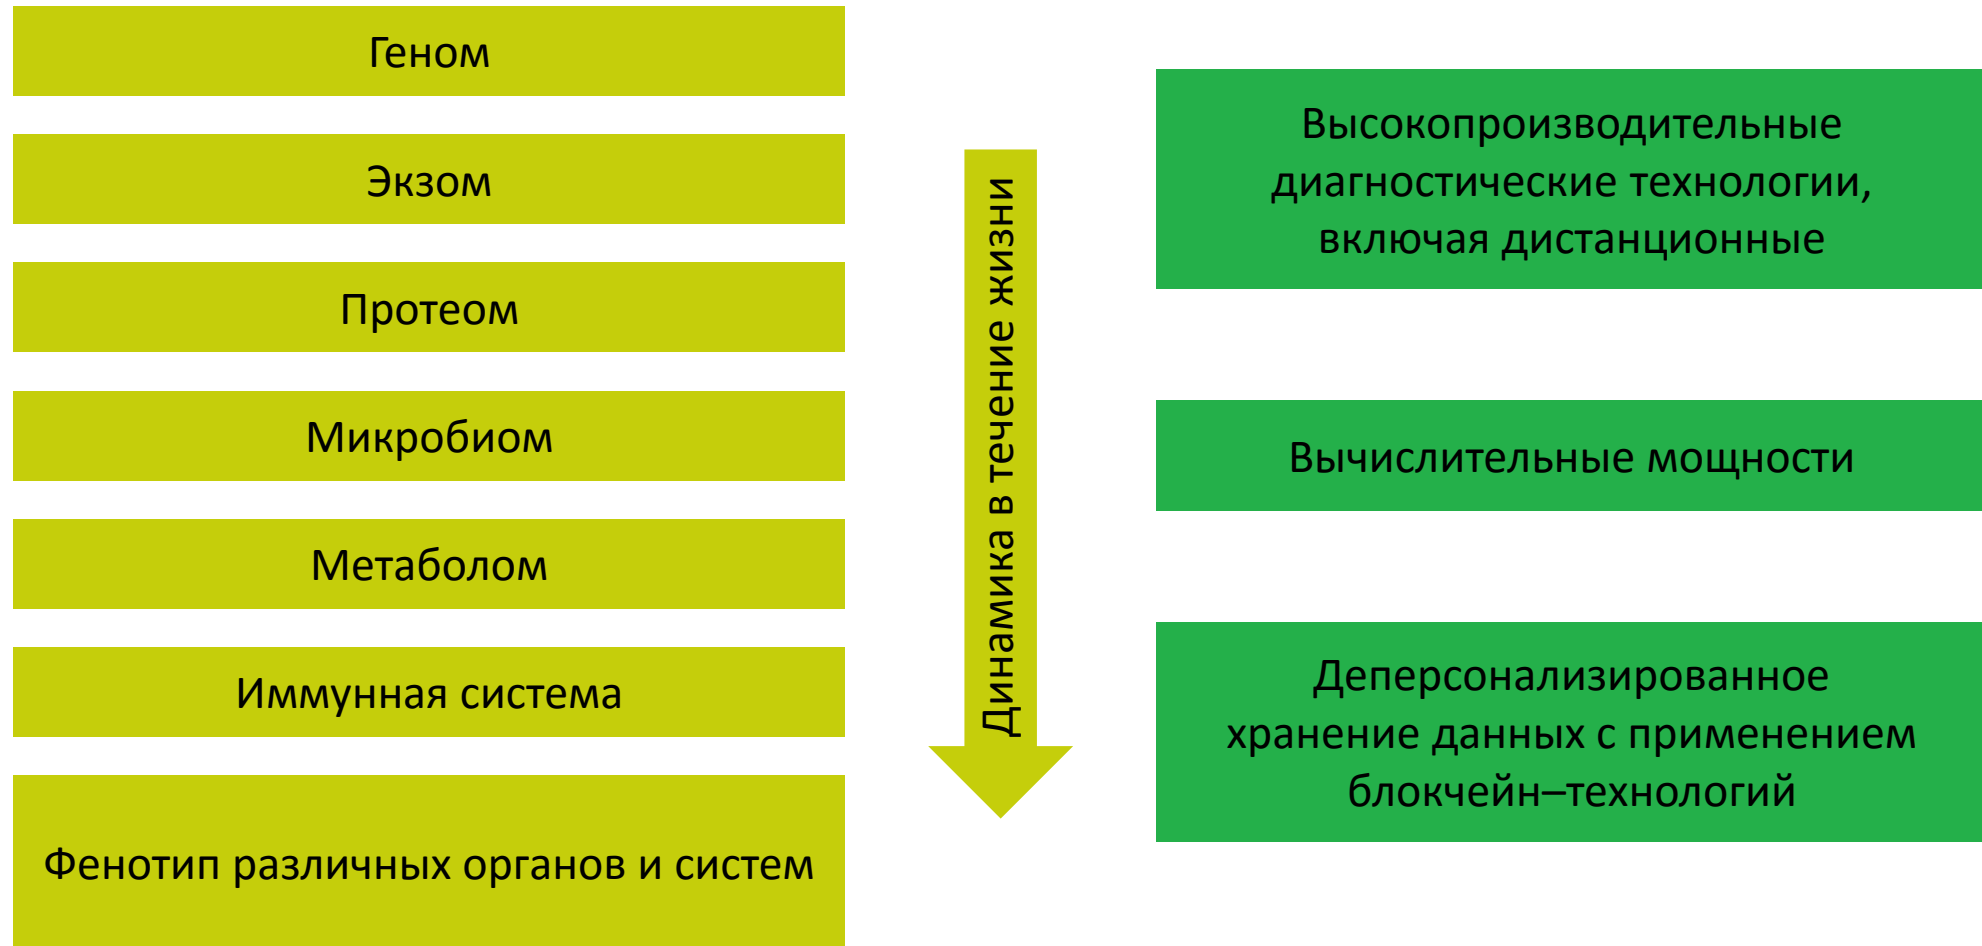 Геном
Экзом
Протеом
Микробиом
Метаболом
Иммунная система
Фенотип различных органов и систем
Динамика в течение жизни
Высокопроизводительные
диагностические технологии,
включая дистанционные
Вычислительные мощности
Деперсонализированное
хранение данных с применением
блокчейн–технологий